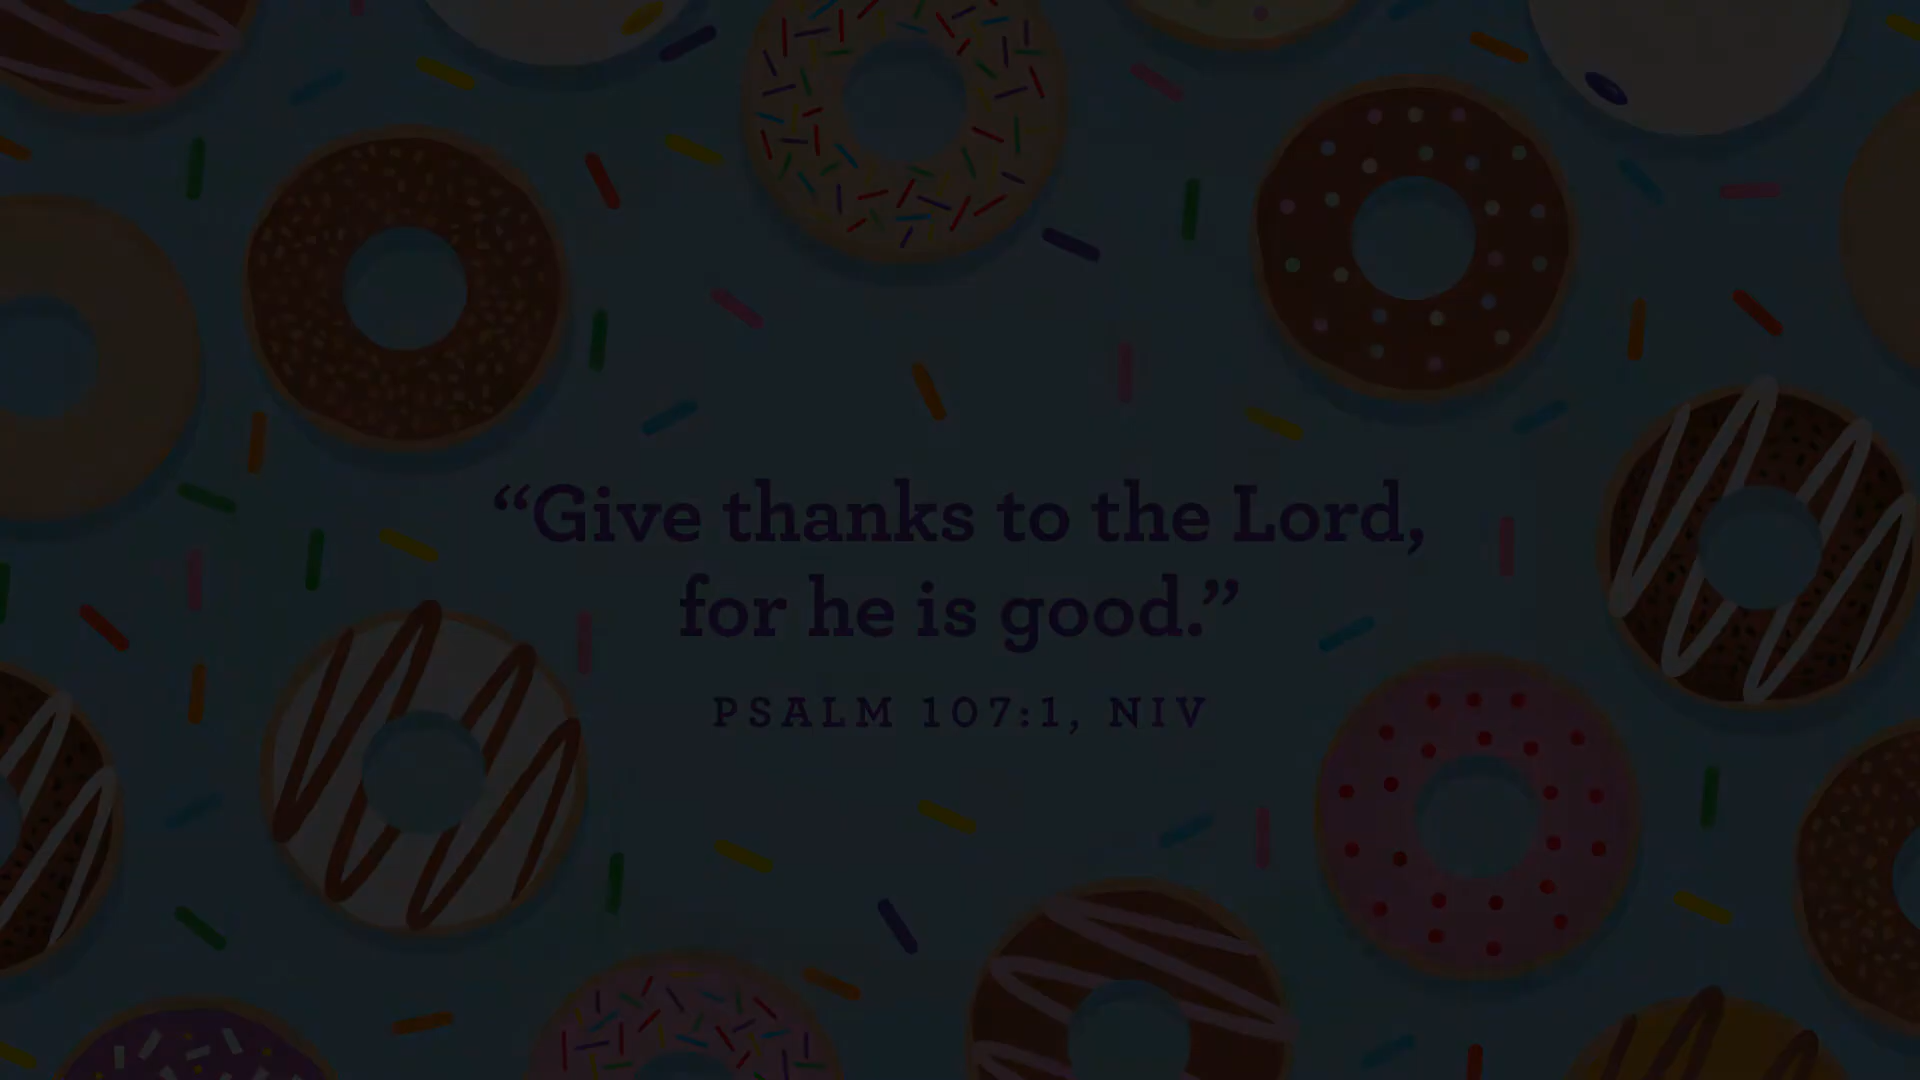 “Give thanks to the Lord,
for he is good.”
PSALM 107:1, NIV